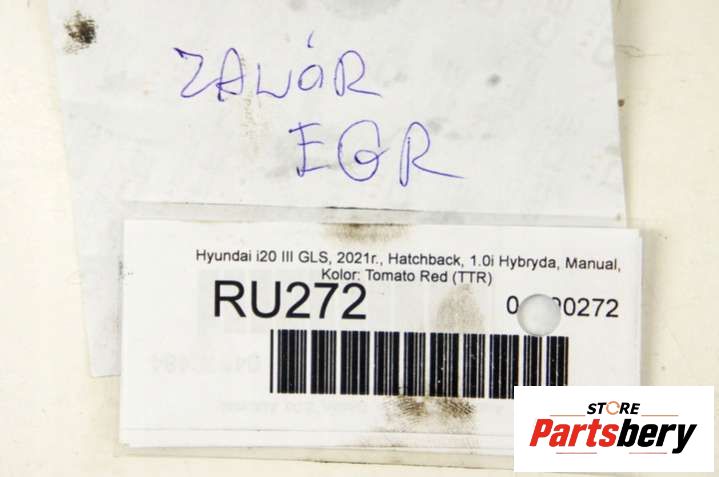 ZAWÓR
EGR
Hyundai i20 III GLS, 2021r., Hatchback, 1.0i Hybryda, Manual,
Kolor: Tomato Red (TTR)
RU272
STORE
Partsbery